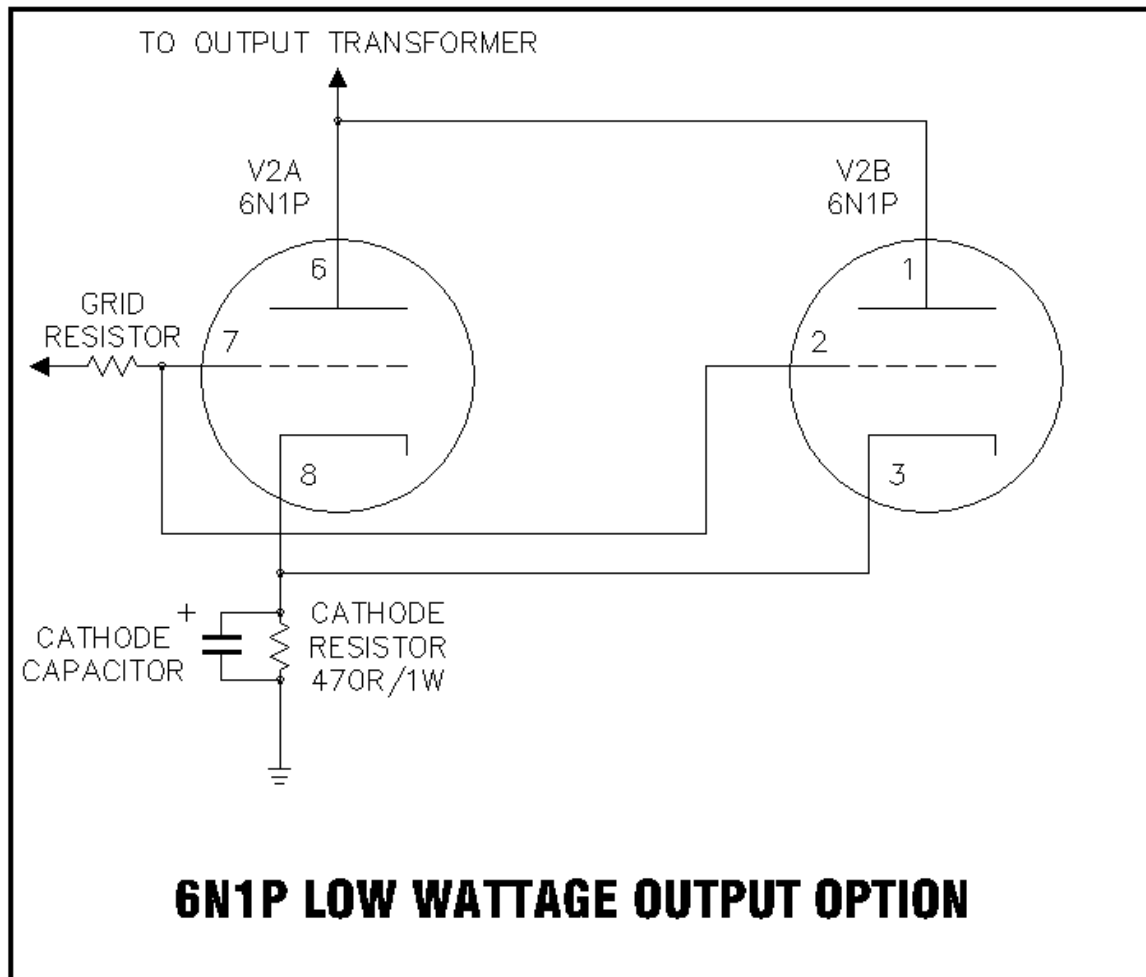 TO OUTPUT TRANSFORMER
V2A
6N1P
V2B
6N1P
6
1
GRID
RESISTOR
7
2
8
3
+
CATHODE
CAPACITOR
CATHODE
RESISTOR
470R/1W
6N1P LOW WATTAGE OUTPUT OPTION